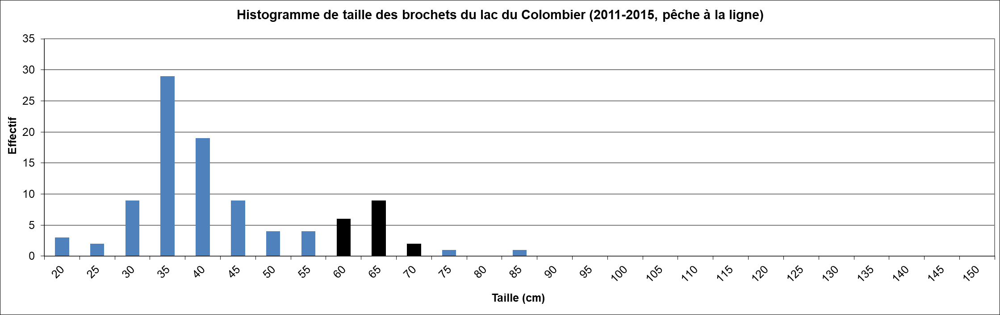 Histogramme de taille des brochets du lac du Colombier (2011-2015, pêche à la ligne)
35
30
25
20
15
10
5
0
Effectif
20 25 30 35 40 45 50 55 60 65 70 75 80 85 90 95 100 105 110 115 120 125 130 135 140 145 150
Taille (cm)